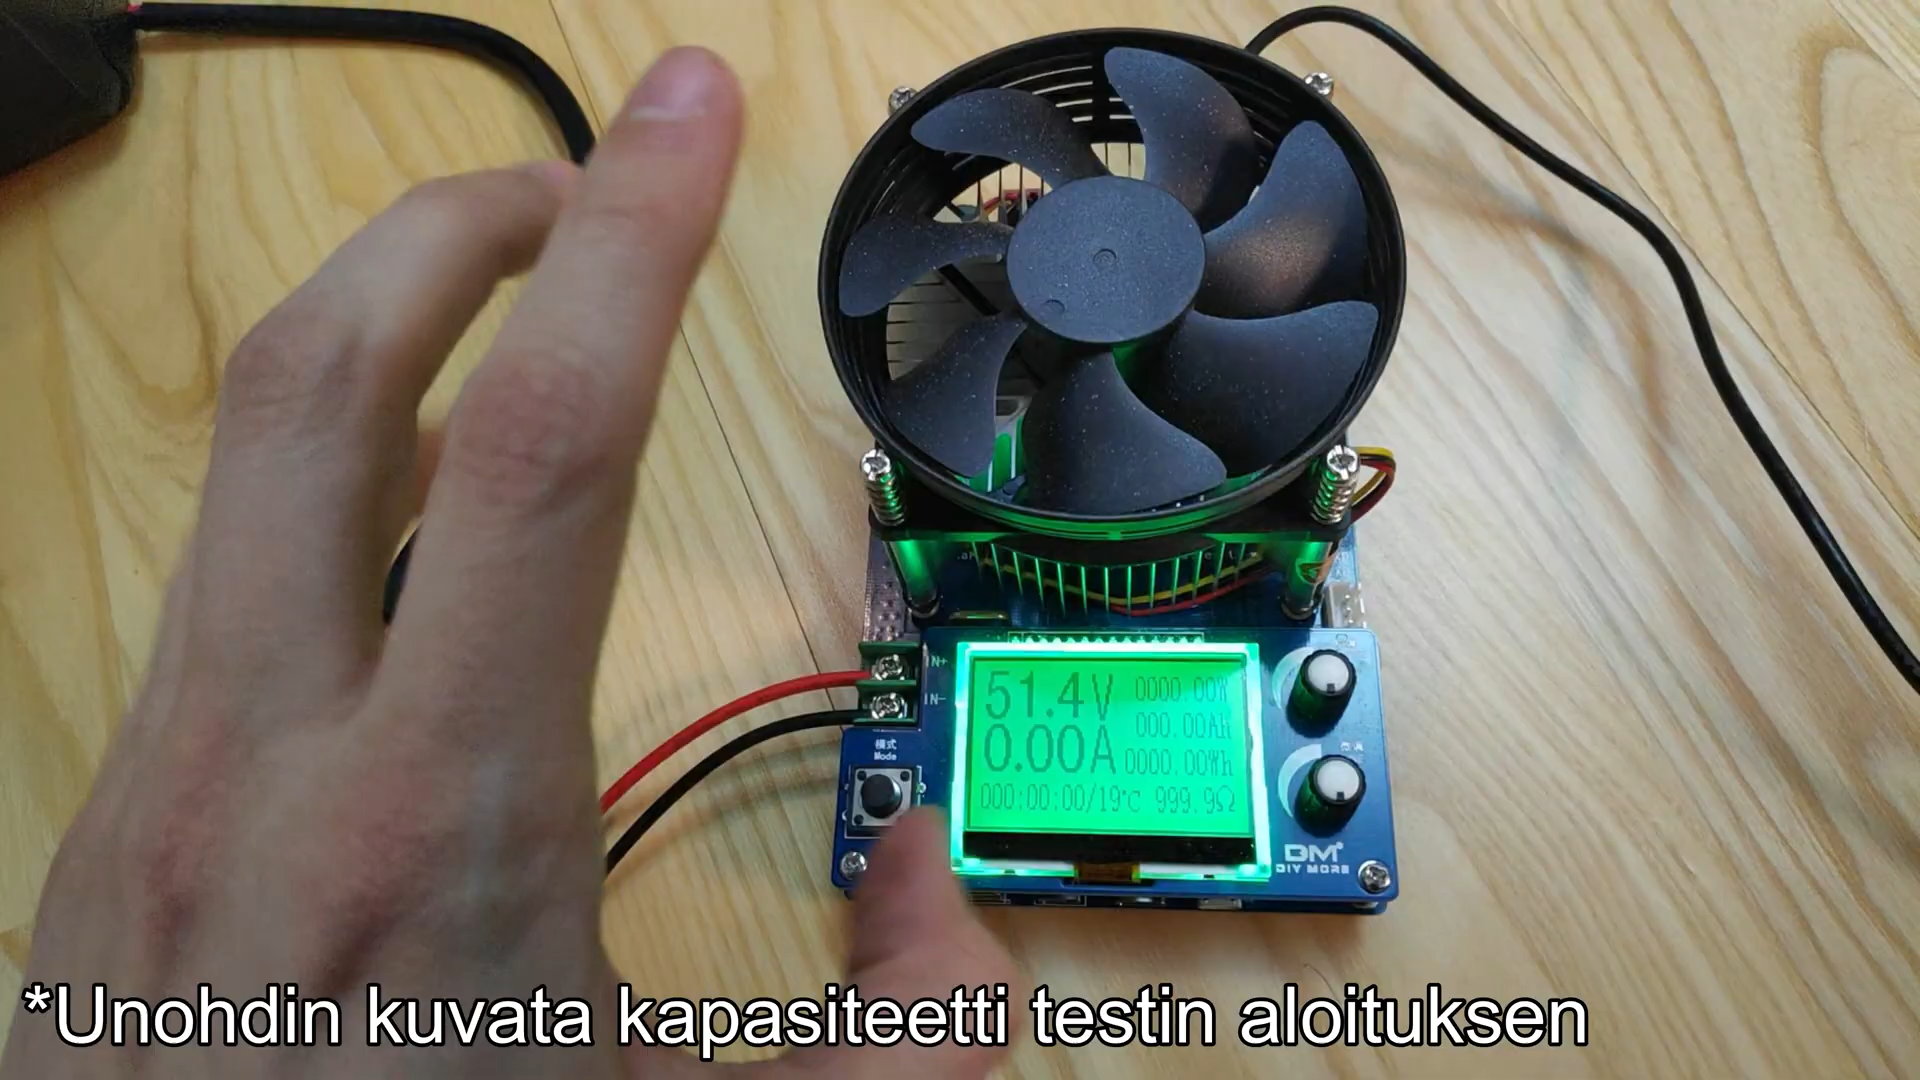 IN+
IN-
模式
Mode
51.4V
0000.00W
000.00Ah
0.00A
0000.00Wh
000:00:00/19℃ 999.9Ω
DM
DIY MORE
*Unohdin kuvata kapasiteetti testin aloituksen